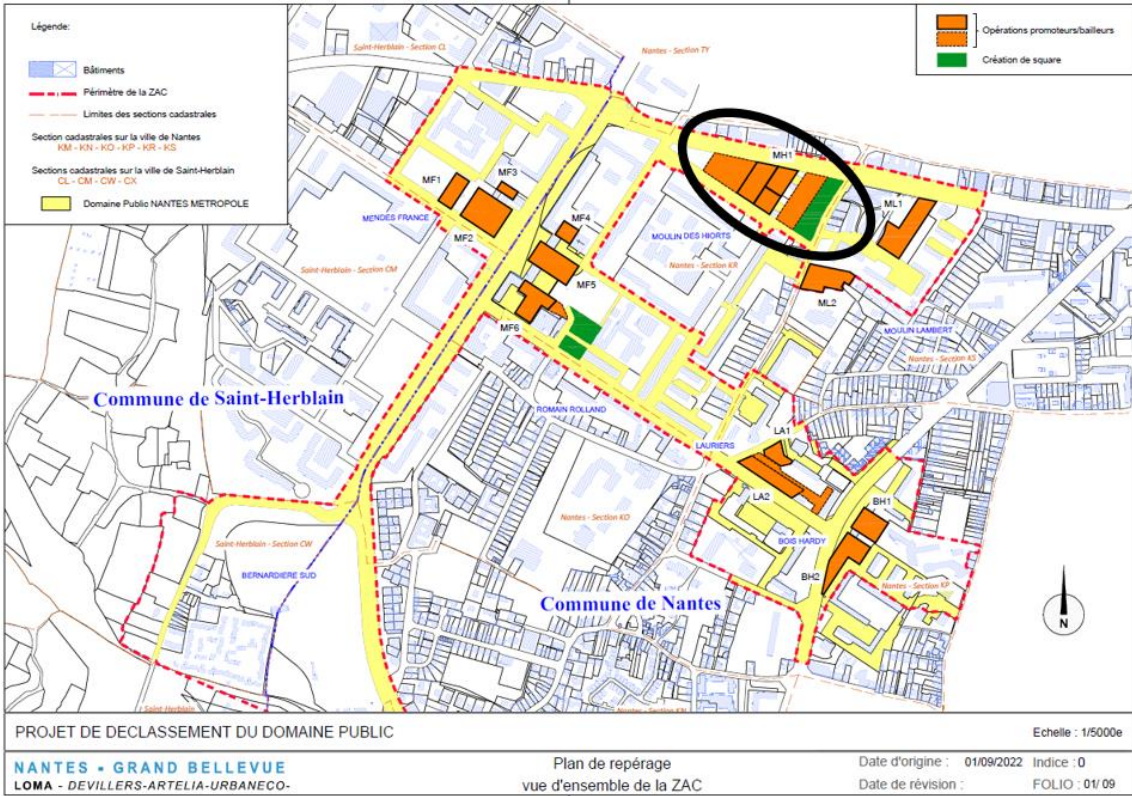 Légende:
Bâtiments
Périmètre de la ZAC
Limites des sections cadastrales
Section cadastrales sur la ville de Nantes
KM - KN - KO - KP - KR - KS
Sections cadastrales sur la ville de Saint-Herblain
CL - CM - CW - CX
Domaine Public NANTES METROPOLE
Opérations promoteurs/bailleurs
Création de square
Saint-Herblain - Section CL
Nantes - Section TY
MH1
MF1
MF3
MENDES FRANCE
MF2
MF4
ML1
MOULIN DES HIORTS
Saint-Herblain - Section CM
Nantes - Section KR
MF5
ML2
MF6
MOULIN LAMBERT
Nantes - Section KS
Commune de Saint-Herblain
ROMAIN ROLLAND
LA1
LAURIERS
LA2
BH1
Nantes - Section KO
Saint-Herblain - Section CW
BOIS HARDY
BERNARDIERE SUD
BH2
Nantes - Section KP
Commune de Nantes
N
Saint-Herblain
Nantes - Section KN
PROJET DE DECLASSEMENT DU DOMAINE PUBLIC
Echelle : 1/5000e
NANTES - GRAND BELLEVUE
LOMA - DEVILLERS-ARTELIA-URBANECO-
Plan de repérage
vue d'ensemble de la ZAC
Date d'origine : 01/09/2022 Indice : 0
Date de révision : FOLIO : 01/ 09